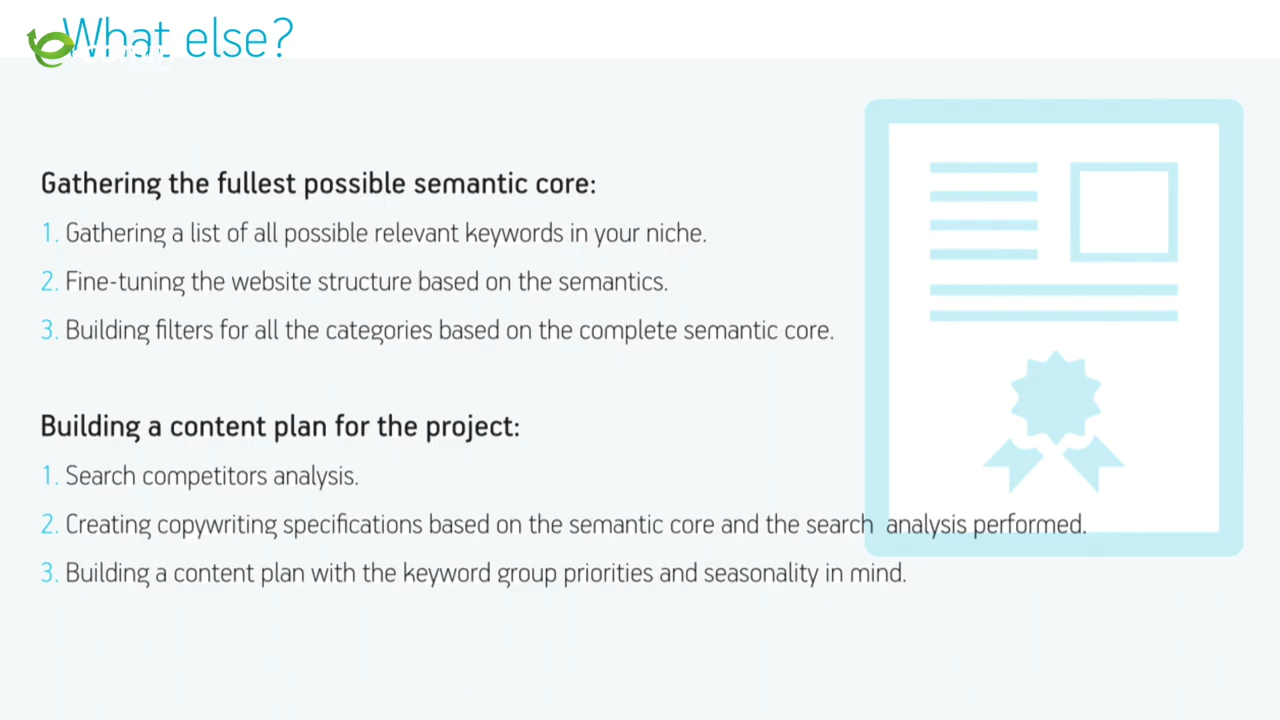 What else?
Gathering the fullest possible semantic core:
1. Gathering a list of all possible relevant keywords in your niche.
2. Fine-tuning the website structure based on the semantics.
3. Building filters for all the categories based on the complete semantic core.
Building a content plan for the project:
1. Search competitors analysis.
2. Creating copywriting specifications based on the semantic core and the search analysis performed.
3. Building a content plan with the keyword group priorities and seasonality in mind.